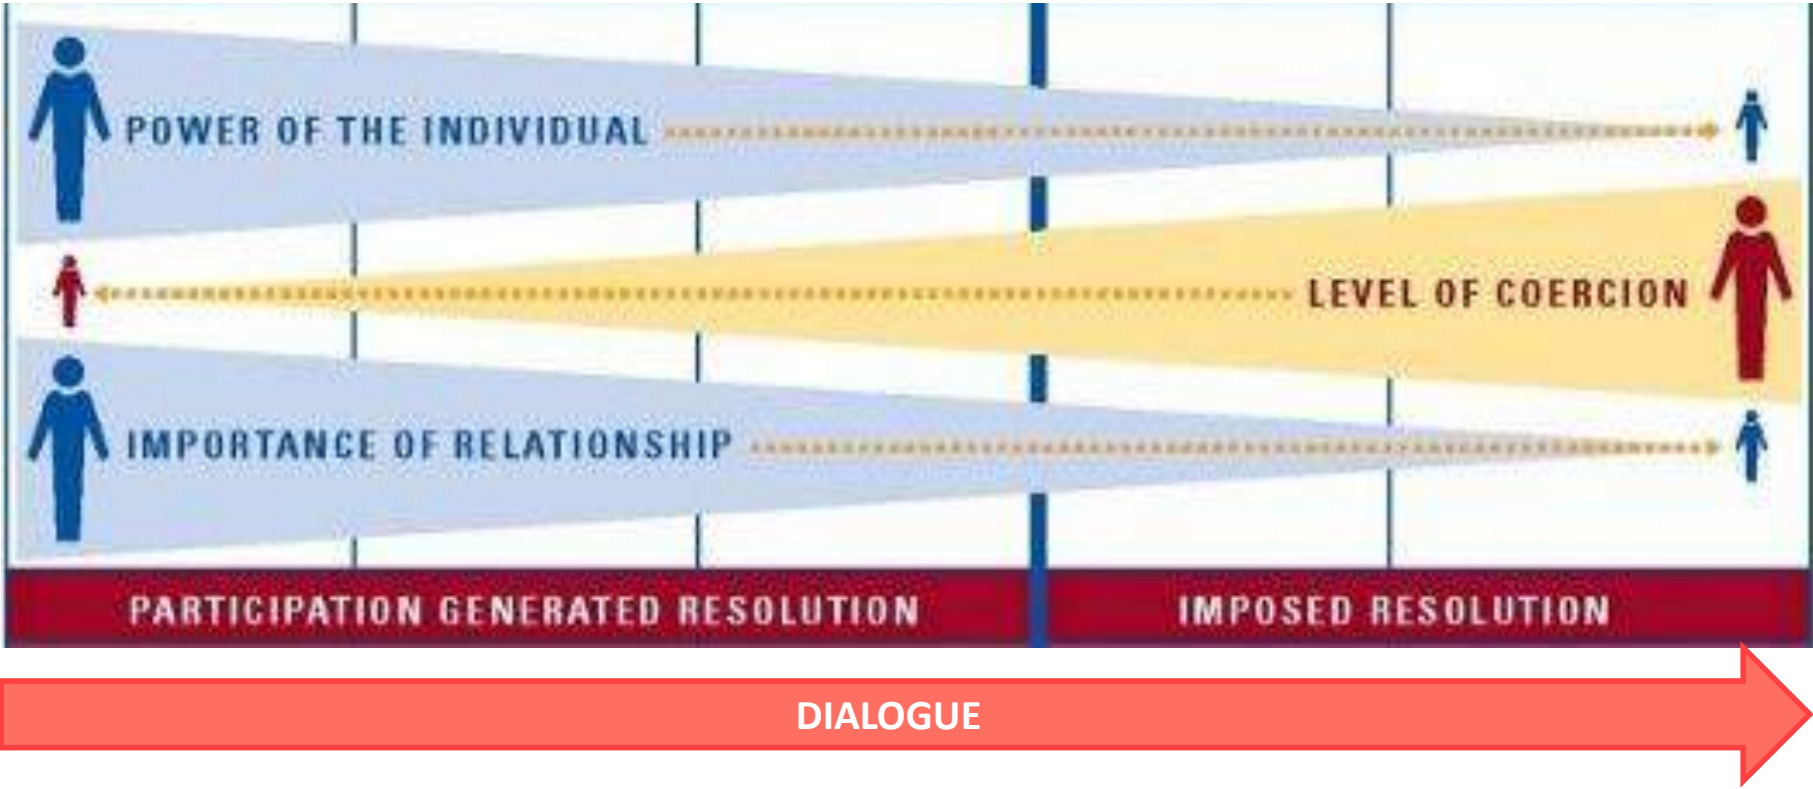 POWER OF THE INDIVIDUAL
LEVEL OF COERCION
IMPORTANCE OF RELATIONSHIP
PARTICIPATION GENERATED RESOLUTION
IMPOSED RESOLUTION
DIALOGUE